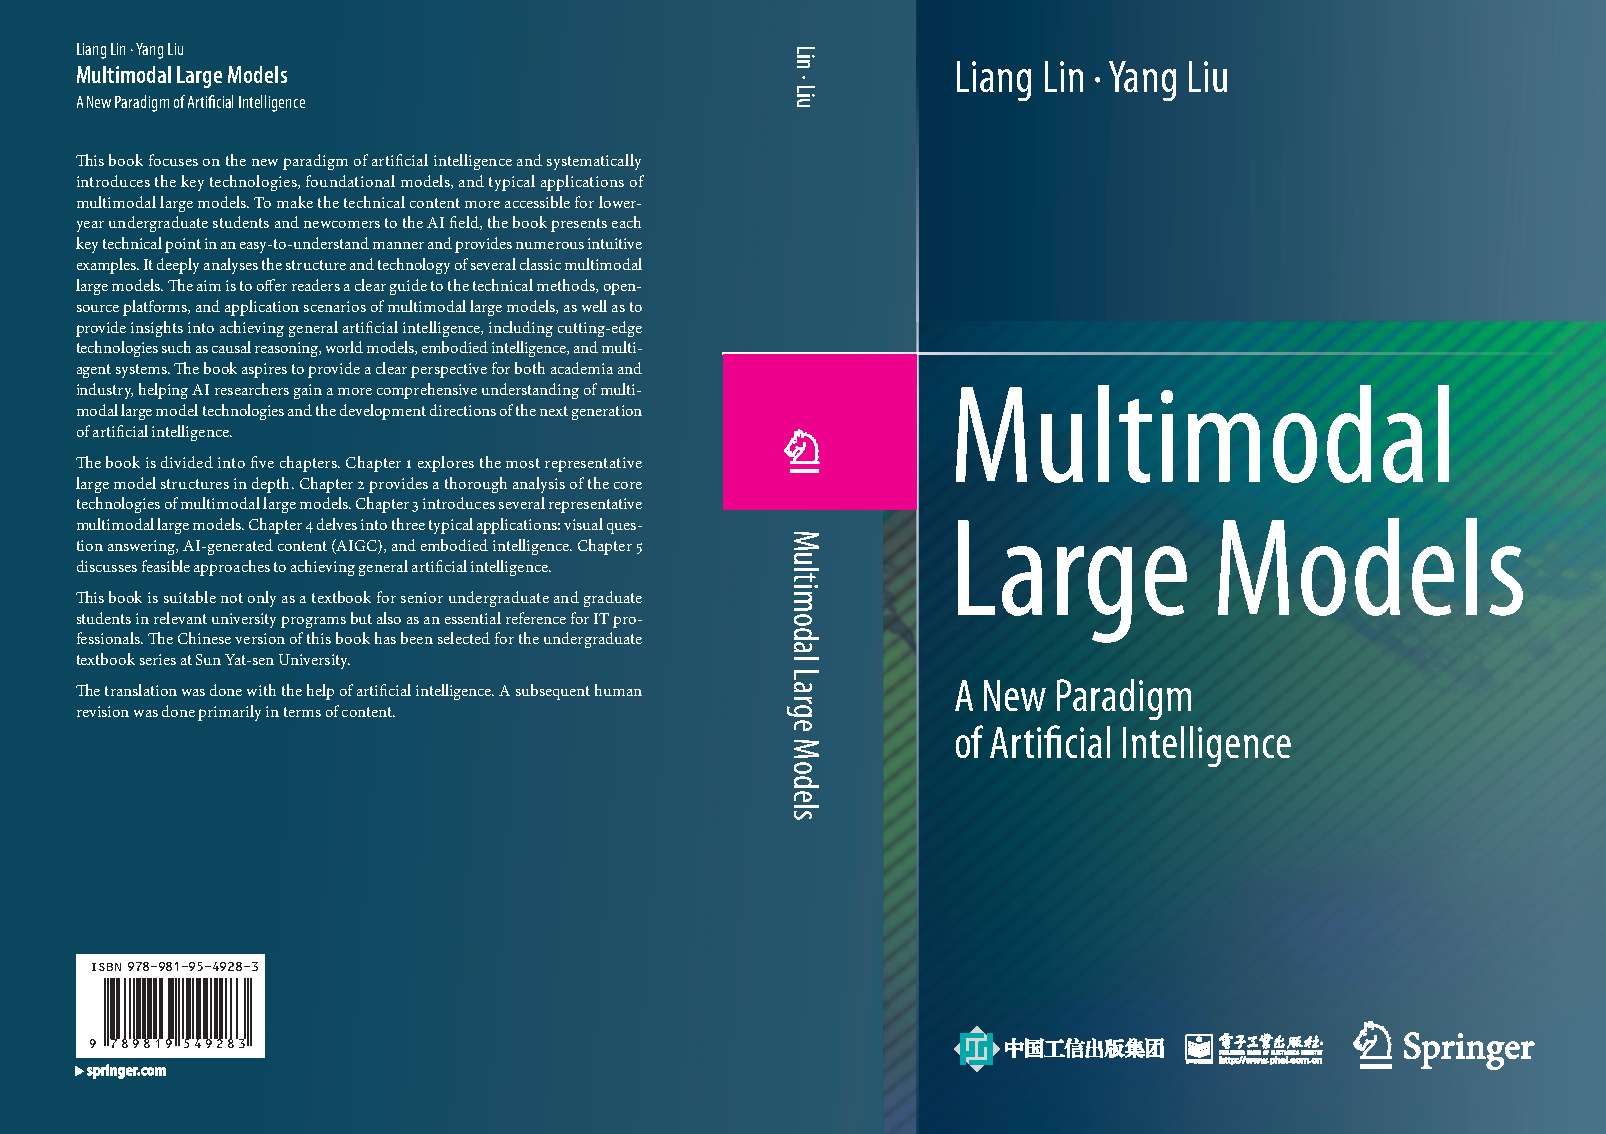 Liang Lin · Yang Liu
Multimodal Large Models
A New Paradigm of Artificial Intelligence
This book focuses on the new paradigm of artificial intelligence and systematically
introduces the key technologies, foundational models, and typical applications of
multimodal large models. To make the technical content more accessible for lower-
year undergraduate students and newcomers to the AI field, the book presents each
key technical point in an easy-to-understand manner and provides numerous intuitive
examples. It deeply analyses the structure and technology of several classic multimodal
large models. The aim is to offer readers a clear guide to the technical methods, open-
source platforms, and application scenarios of multimodal large models, as well as to
provide insights into achieving general artificial intelligence, including cutting-edge
technologies such as causal reasoning, world models, embodied intelligence, and multi-
agent systems. The book aspires to provide a clear perspective for both academia and
industry, helping AI researchers gain a more comprehensive understanding of multi-
modal large model technologies and the development directions of the next generation
of artificial intelligence.
The book is divided into five chapters. Chapter 1 explores the most representative
large model structures in depth. Chapter 2 provides a thorough analysis of the core
technologies of multimodal large models. Chapter 3 introduces several representative
multimodal large models. Chapter 4 delves into three typical applications: visual ques-
tion answering, AI-generated content (AIGC), and embodied intelligence. Chapter 5
discusses feasible approaches to achieving general artificial intelligence.
This book is suitable not only as a textbook for senior undergraduate and graduate
students in relevant university programs but also as an essential reference for IT pro-
fessionals. The Chinese version of this book has been selected for the undergraduate
textbook series at Sun Yat-sen University.
The translation was done with the help of artificial intelligence. A subsequent human
revision was done primarily in terms of content.
ISBN 978-981-95-4928-3
9 789819 549283
springer.com
Lin · Liu
Multimodal Large Models
Liang Lin · Yang Liu
Multimodal
Large Models
A New Paradigm
of Artificial Intelligence
中国工信出版集团
电子工业出版社
http://www.phei.com.cn
Springer